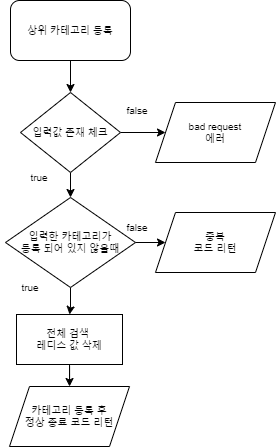 상위 카테고리 등록
false
입력값 존재 체크
bad request
에러
true
false
입력한 카테고리가
등록 되어 있지 않을때
중복
코드 리턴
true
전체 검색
레디스 값 삭제
카테고리 등록 후
정상 종료 코드 리턴